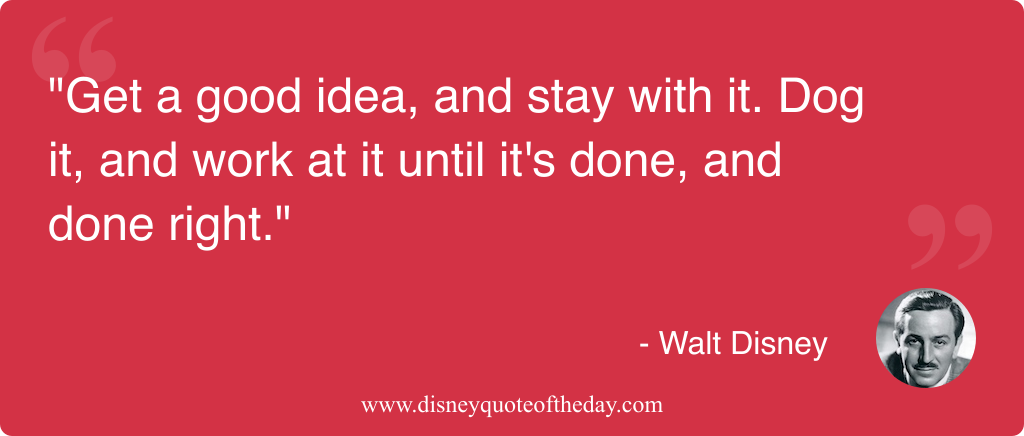 "Get a good idea, and stay with it. Dog
it, and work at it until it's done, and
done right."
- Walt Disney
www.disneyquoteoftheday.com